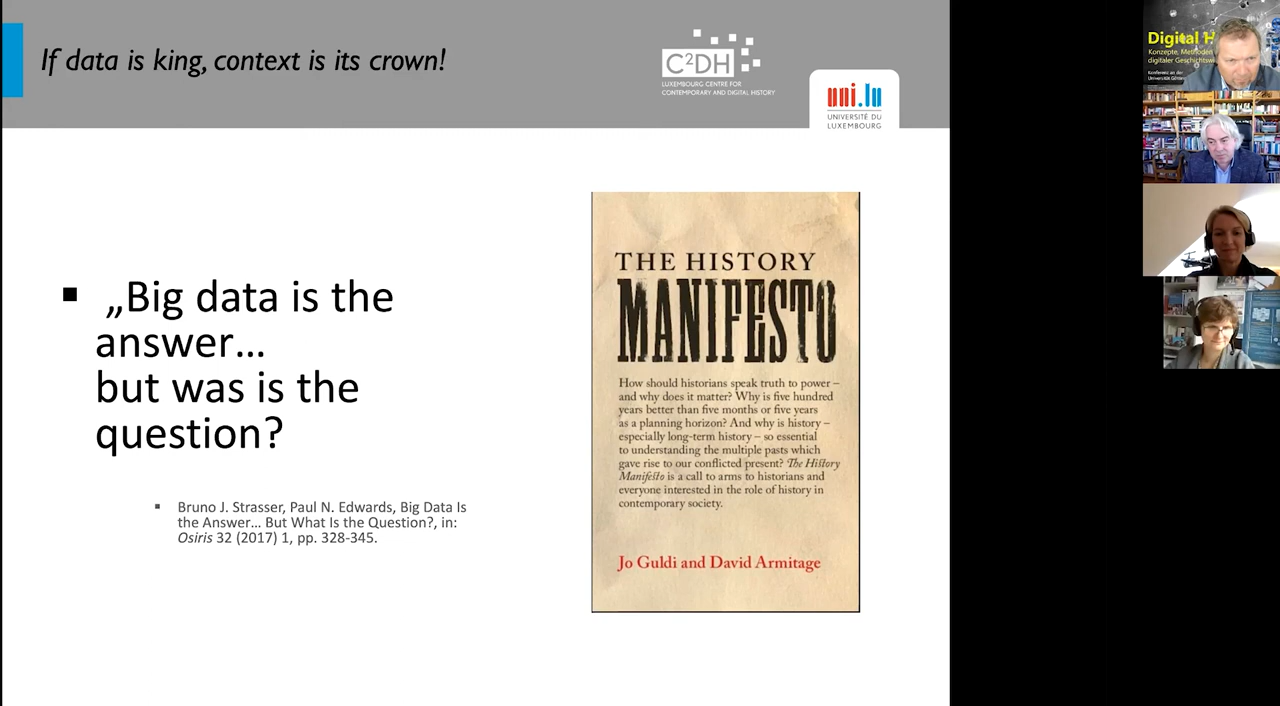 If data is king, context is its crown!
C²DH
LUXEMBOURG CENTRE FOR
CONTEMPORARY AND DIGITAL HISTORY
uni.lu
UNIVERSITÉ DU
LUXEMBOURG
„Big data is the
answer...
but was is the
question?
Bruno J. Strasser, Paul N. Edwards, Big Data Is
the Answer... But What Is the Question?, in:
Osiris 32 (2017) 1, pp. 328-345.
THE HISTORY
MANIFESTO
How should historians speak truth to power –
and why does it matter? Why is five hundred
years better than five months or five years
as a planning horizon? And why is history –
especially long-term history – so essential
to understanding the multiple pasts which
gave rise to our conflicted present? The History
Manifesto is a call to arms to historians and
everyone interested in the role of history in
contemporary society.
Jo Guldi and David Armitage
Digital H
Konzepte, Methoden
digitaler
Konferenz an der
Universität